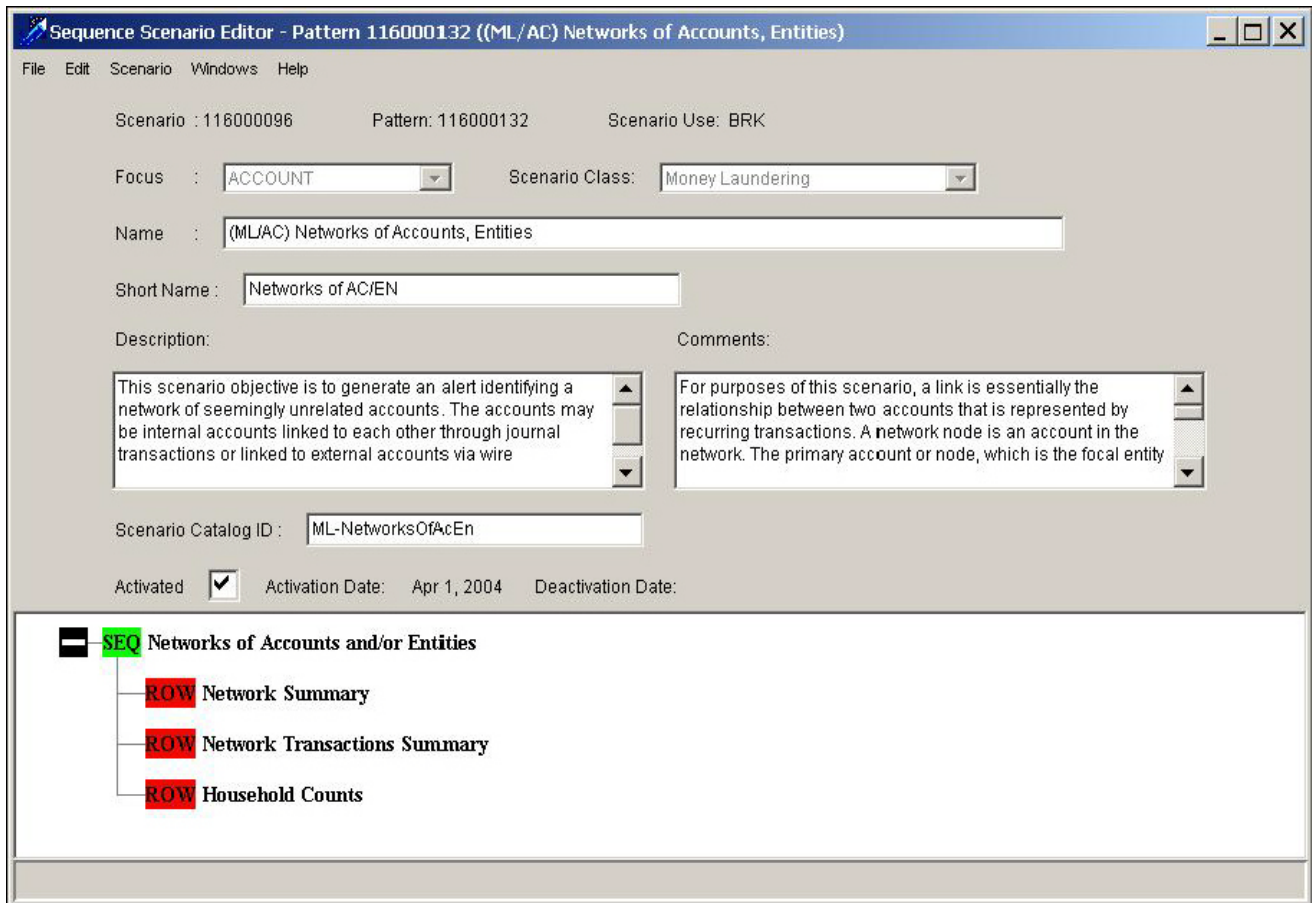 Sequence Scenario Editor - Pattern 116000132 ((ML/AC) Networks of Accounts, Entities)
File Edit Scenario Windows Help
Scenario : 116000096 Pattern: 116000132 Scenario Use: BRK
Focus : ACCOUNT Scenario Class: Money Laundering
Name : (ML/AC) Networks of Accounts, Entities
Short Name : Networks of AC/EN
Description: Comments:
This scenario objective is to generate an alert identifying a
network of seemingly unrelated accounts. The accounts may
be internal accounts linked to each other through journal
transactions or linked to external accounts via wire
For purposes of this scenario, a link is essentially the
relationship between two accounts that is represented by
recurring transactions. A network node is an account in the
network. The primary account or node, which is the focal entity
Scenario Catalog ID : ML-NetworksOfAcEn
Activated Activation Date: Apr 1, 2004 Deactivation Date:
SEQ Networks of Accounts and/or Entities
ROW Network Summary
ROW Network Transactions Summary
ROW Household Counts